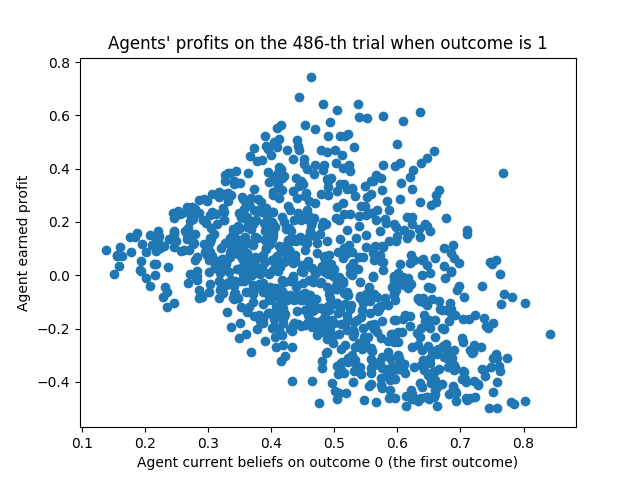 Agents' profits on the 486-th trial when outcome is 1
Agent earned profit
0.8
0.6
0.4
0.2
0.0
−0.2
−0.4
0.1 0.2 0.3 0.4 0.5 0.6 0.7 0.8
Agent current beliefs on outcome 0 (the first outcome)